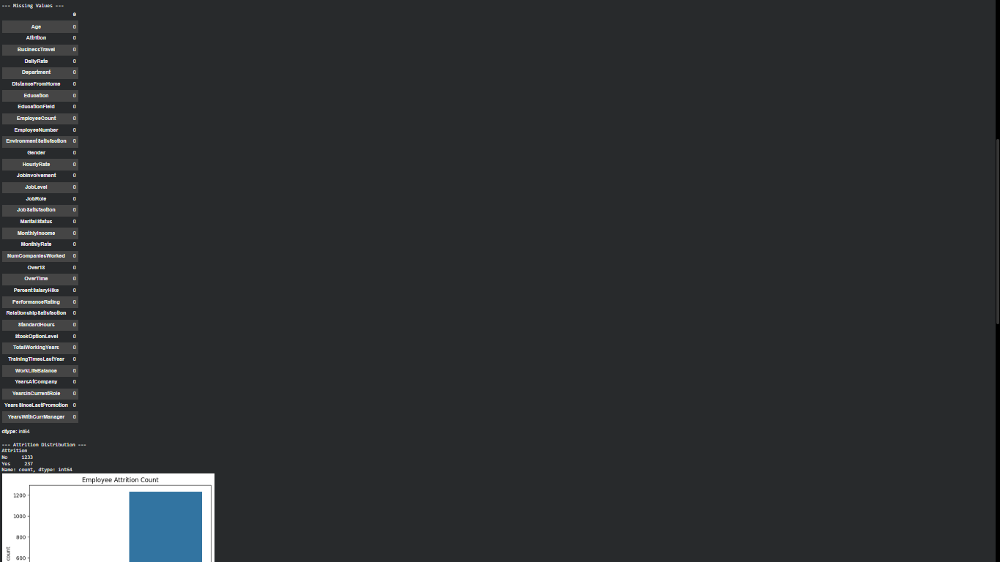 --- Missing Values ---
0
Age 0
Attrition 0
BusinessTravel 0
DailyRate 0
Department 0
DistanceFromHome 0
Education 0
EducationField 0
EmployeeCount 0
EmployeeNumber 0
EnvironmentSatisfaction 0
Gender 0
HourlyRate 0
JobInvolvement 0
JobLevel 0
JobRole 0
JobSatisfaction 0
MaritalStatus 0
MonthlyIncome 0
MonthlyRate 0
NumCompaniesWorked 0
Over18 0
OverTime 0
PercentSalaryHike 0
PerformanceRating 0
RelationshipSatisfaction 0
StandardHours 0
StockOptionLevel 0
TotalWorkingYears 0
TrainingTimesLastYear 0
WorkLifeBalance 0
YearsAtCompany 0
YearsInCurrentRole 0
YearsSinceLastPromotion 0
YearsWithCurrManager 0
dtype: int64
--- Attrition Distribution ---
Attrition
No 1233
Yes 237
Name: count, dtype: int64
Employee Attrition Count
1200
1000
800
600
count